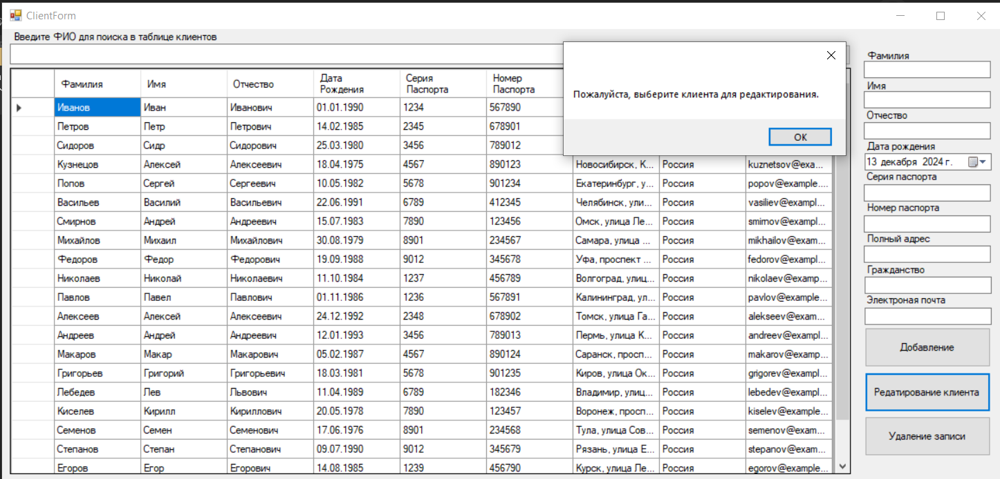 ClientForm
Введите ФИО для поиска в таблице клиентов
Пожалуйста, выберите клиента для редактирования.
OK
Фамилия Имя Отчество Дата Рождения Серия Паспорта Номер Паспорта
Иванов Иван Иванович 01.01.1990 1234 567890
Петров Петр Петрович 14.02.1985 2345 678901
Сидоров Сидр Сидорович 25.03.1980 3456 789012
Кузнецов Алексей Алексеевич 18.04.1975 4567 890123 Новосибирск, К... Россия kuznetsov@exa...
Попов Сергей Сергеевич 10.05.1982 5678 901234 Екатеринбург, у... Россия popov@example....
Васильев Василий Васильевич 22.06.1991 6789 412345 Челябинск, ули... Россия vasiliev@exampl...
Смирнов Андрей Андреевич 15.07.1983 7890 123456 Омск, улица Ле... Россия smirnov@exampl...
Михайлов Михаил Михайлович 30.08.1979 8901 234567 Самара, улица ... Россия mikhailov@exam...
Федоров Федор Федорович 19.09.1988 9012 345678 Уфа, проспект ... Россия fedorov@exampl...
Николаев Николай Николаевич 11.10.1984 1237 456789 Волгоград, улиц... Россия nikolaev@examp...
Павлов Павел Павлович 01.11.1986 1236 567891 Калининград, ул... Россия pavlov@example...
Алексеев Алексей Алексеевич 24.12.1992 2348 678902 Томск, улица Га... Россия alekseev@exam...
Андреев Андрей Андреевич 12.01.1993 3456 789013 Пермь, улица К... Россия andreev@exampl...
Макаров Макар Макарович 05.02.1987 4567 890124 Саранск, просп... Россия makarov@examp...
Григорьев Григорий Григорьевич 18.03.1981 5678 901235 Киров, улица Ок... Россия grigorev@exampl...
Лебедев Лев Львович 11.04.1989 6789 182346 Владимир, улиц... Россия lebedev@exampl...
Киселев Кирилл Кириллович 20.05.1978 7890 123457 Воронеж, просп... Россия kiselev@exampl...
Семенов Семен Семенович 17.06.1976 8901 234568 Тула, улица Сов... Россия semenov@exam...
Степанов Степан Степанович 09.07.1990 9012 345679 Рязань, улица Е... Россия stepanov@exam...
Егоров Егор Егорович 14.08.1985 1239 456790 Курск, улица Ле... Россия egorov@exampl...
Фамилия
Имя
Отчество
Дата рождения
13 декабря 2024 г.
Серия паспорта
Номер паспорта
Полный адрес
Гражданство
Электроная почта
Добавление
Редатирование клиента
Удаление записи